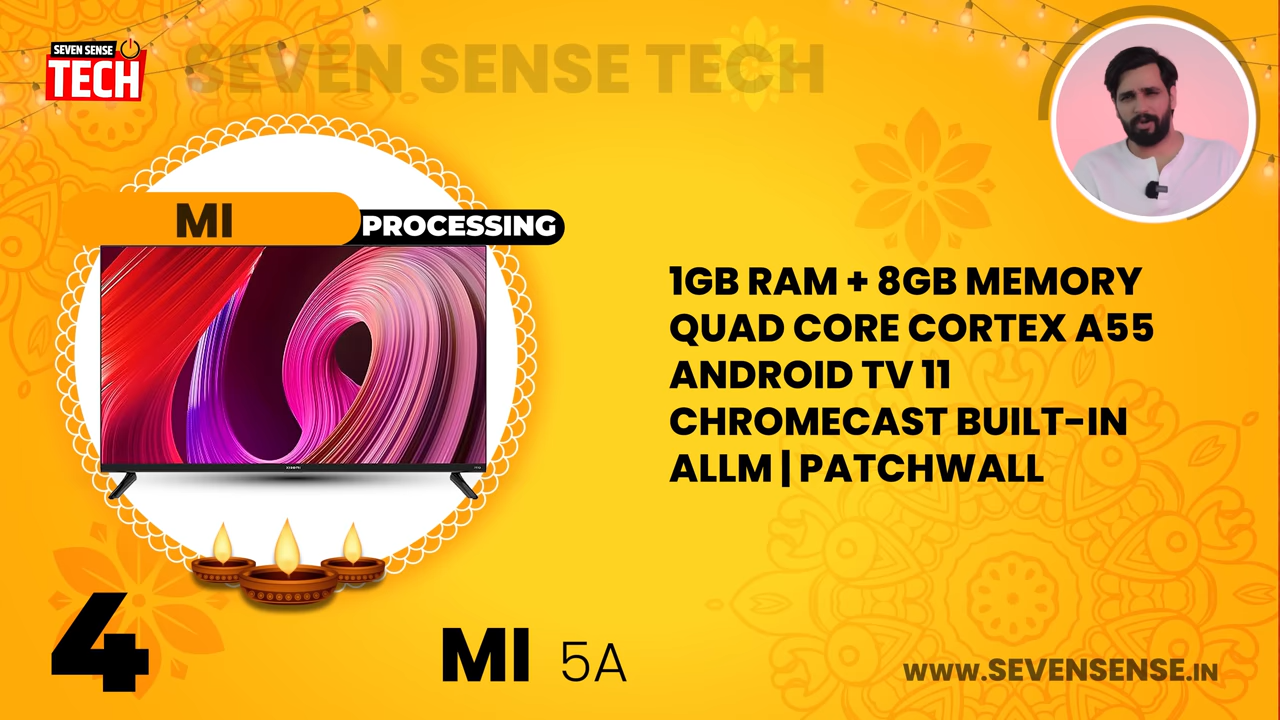 SEVEN SENSE
TECH
SEVEN SENSE TECH
MI
PROCESSING
1GB RAM + 8GB MEMORY
QUAD CORE CORTEX A55
ANDROID TV 11
CHROMECAST BUILT-IN
ALLM | PATCHWALL
4
MI 5A
www.SEVENSENSE.IN